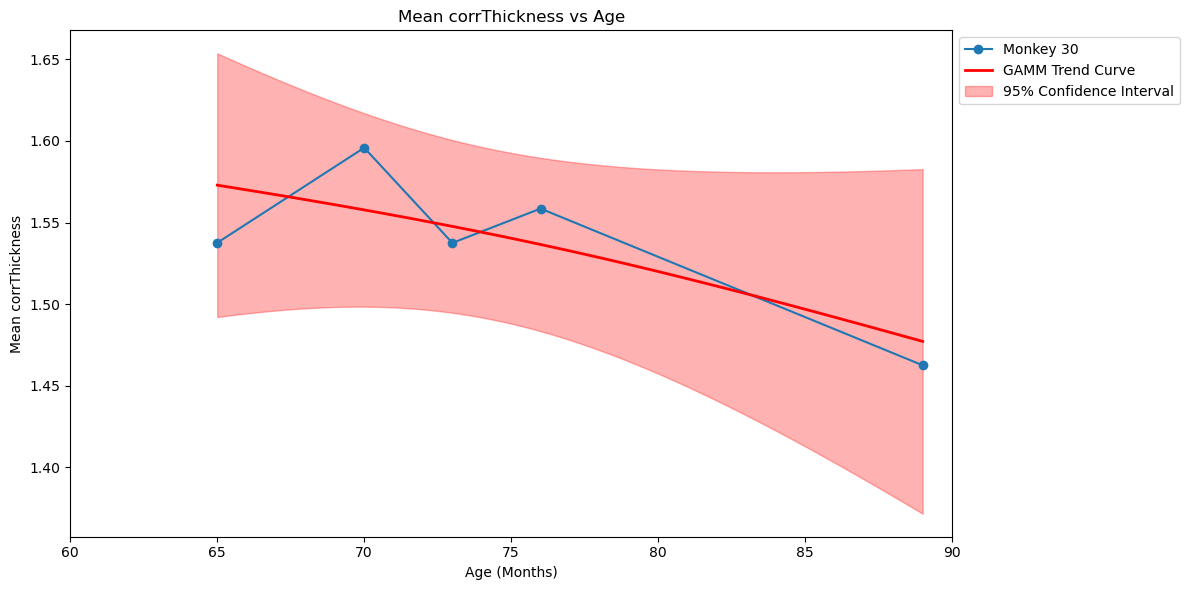 Mean corrThickness vs Age
Monkey 30
GAMM Trend Curve
95% Confidence Interval
Mean corrThickness
1.65
1.60
1.55
1.50
1.45
1.40
60
65
70
75
80
85
90
Age (Months)